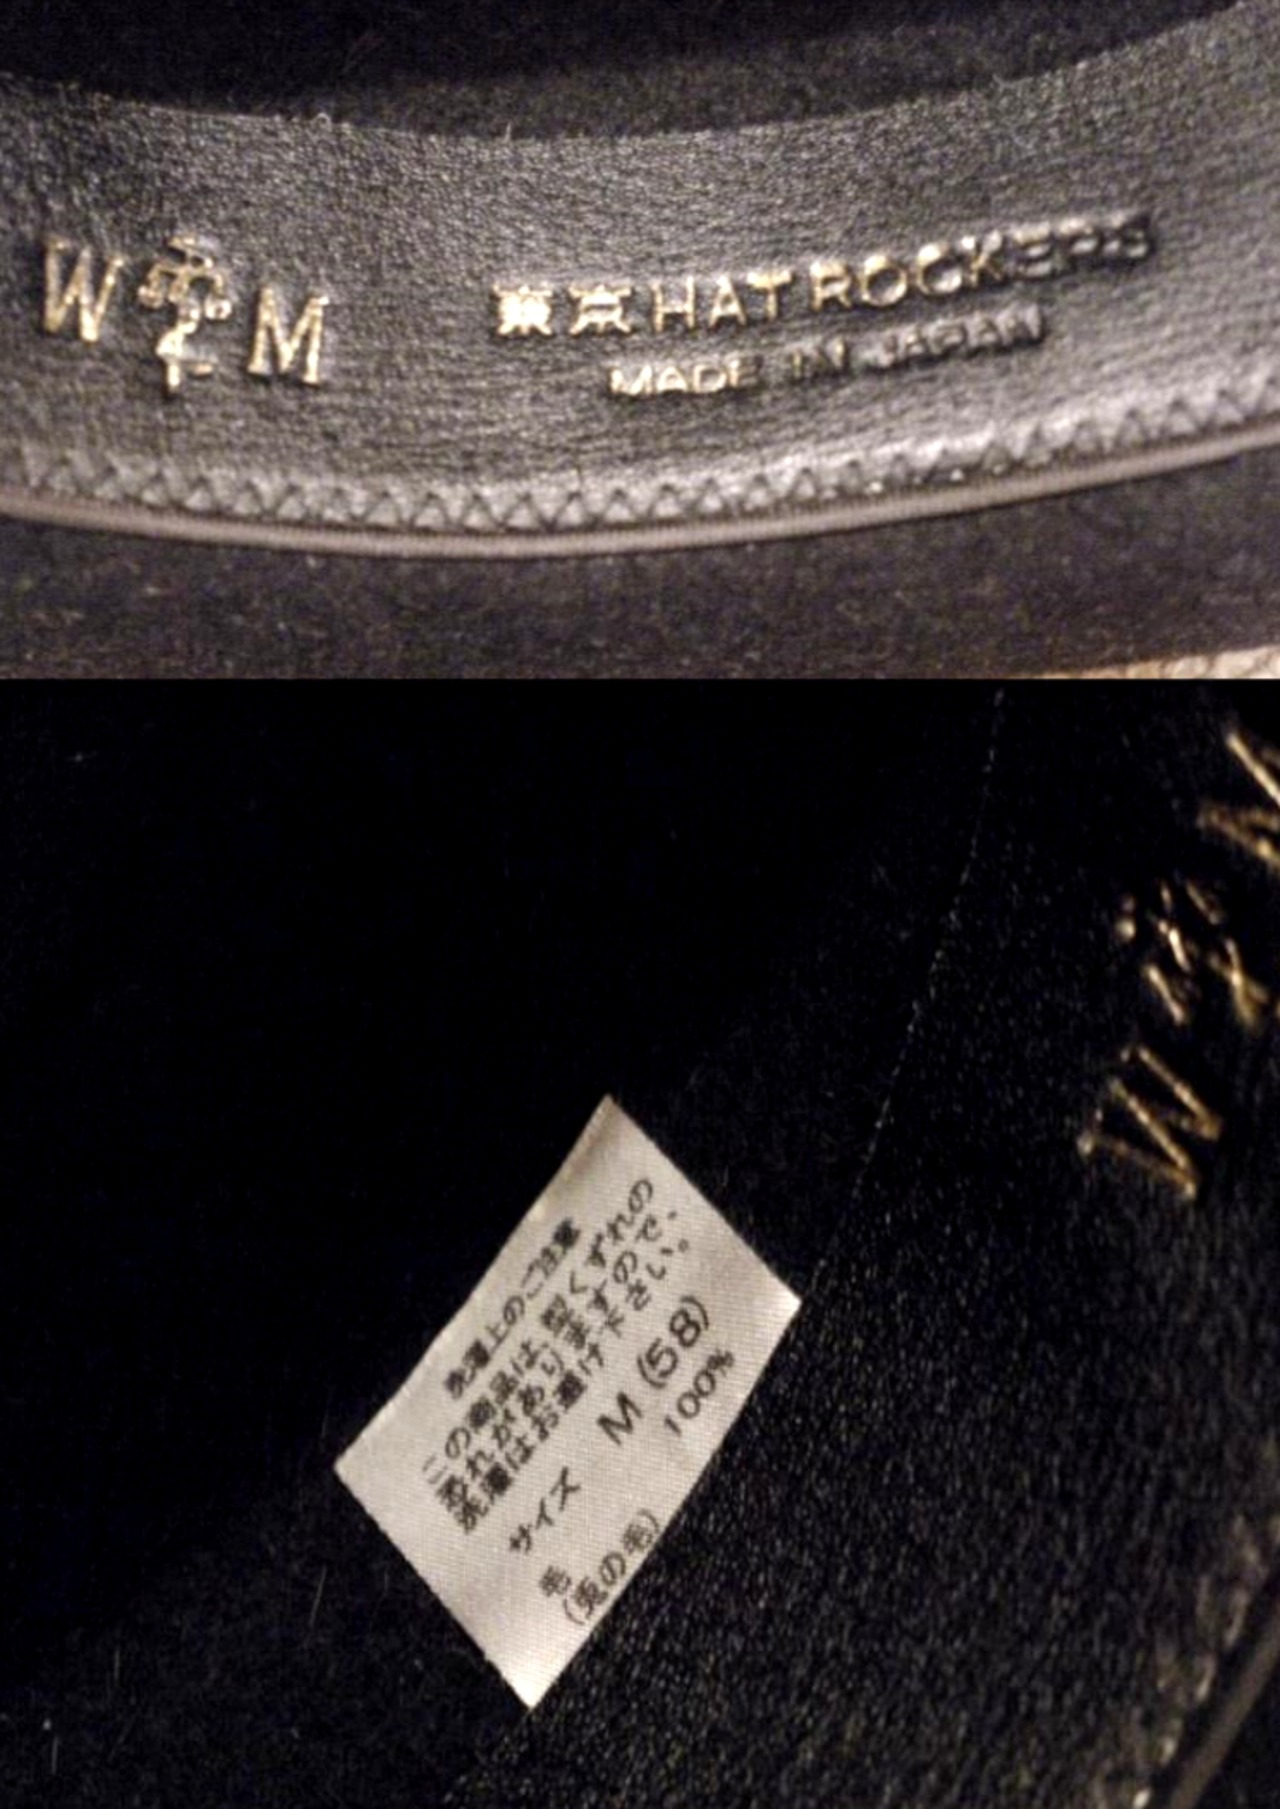 W M
東京 HAT ROCKERS
MADE IN JAPAN
W M
洗濯上のご注意
この商品は型くずれの
恐れがありますので、
洗濯はお避け下さい。
サイズ M (58)
毛 100%
(兎の毛)